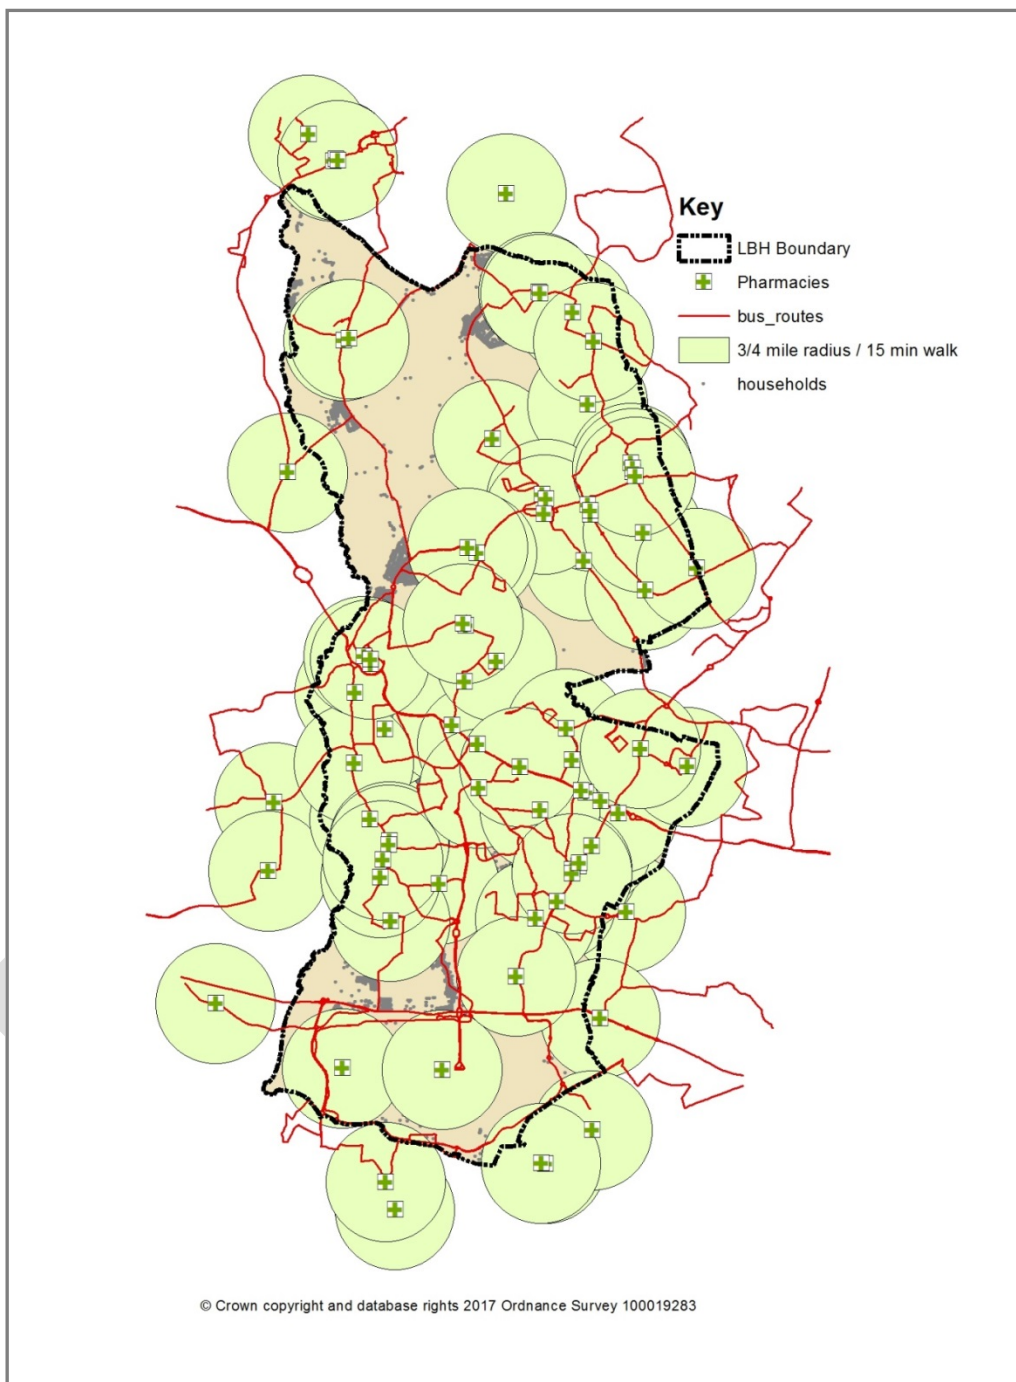 Key
LBH Boundary
Pharmacies
bus_routes
3/4 mile radius / 15 min walk
households
© Crown copyright and database rights 2017 Ordnance Survey 100019283